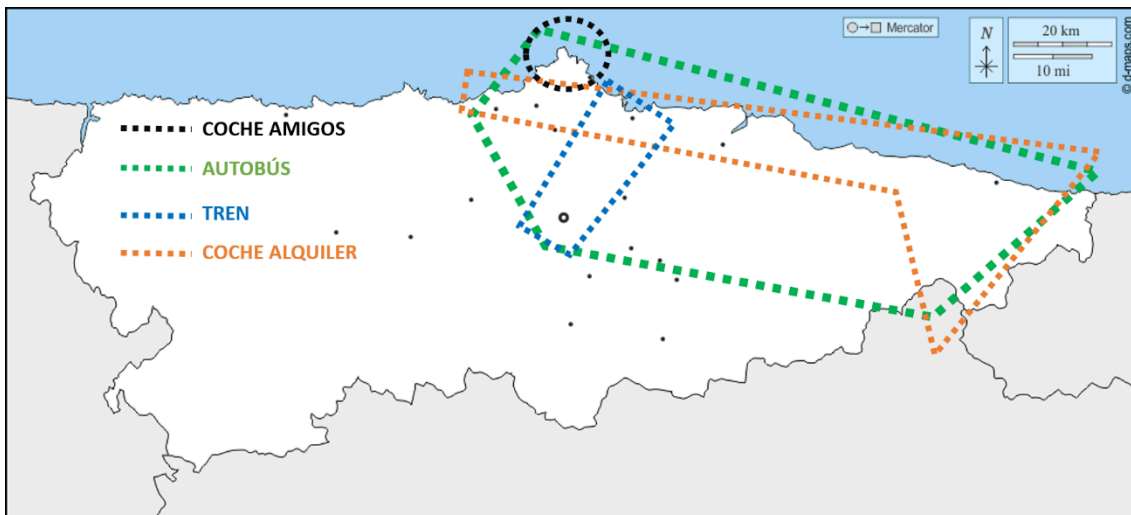 Mercator
N
20 km
10 mi
© d-maps.com
COCHE AMIGOS
AUTOBÚS
TREN
COCHE ALQUILER